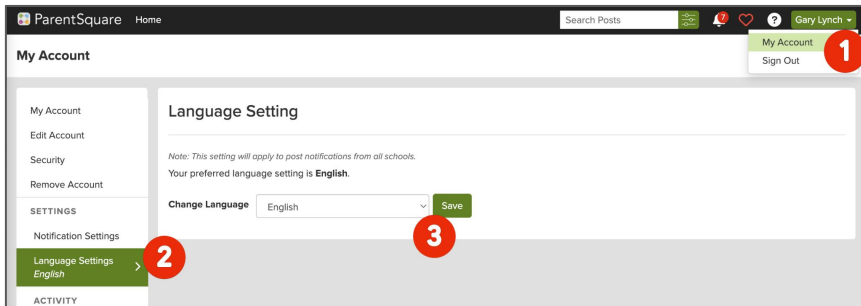 ParentSquare Home
Search Posts
Gary Lynch
My Account
Sign Out
1
My Account
My Account
Edit Account
Security
Remove Account
SETTINGS
Notification Settings
Language Settings
English
2
ACTIVITY
Language Setting
Note: This setting will apply to post notifications from all schools.
Your preferred language setting is English.
Change Language English Save
3